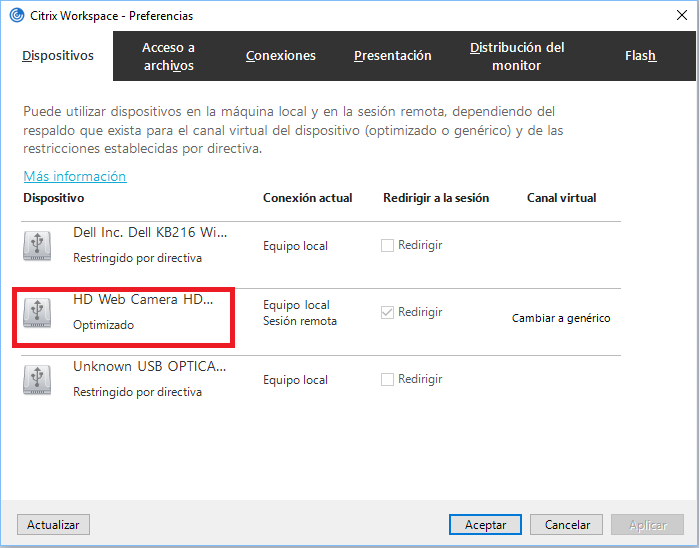 Citrix Workspace - Preferencias
Dispositivos
Acceso a archivos
Conexiones
Presentación
Distribución del monitor
Flash
Puede utilizar dispositivos en la máquina local y en la sesión remota, dependiendo del
respaldo que exista para el canal virtual del dispositivo (optimizado o genérico) y de las
restricciones establecidas por directiva.
Más información
Dispositivo Conexión actual Redirigir a la sesión Canal virtual
Dell Inc. Dell KB216 Wi...
Restringido por directiva
Equipo local
Redirigir
HD Web Camera HD...
Optimizado
Equipo local
Sesión remota
Redirigir
Cambiar a genérico
Unknown USB OPTICA...
Restringido por directiva
Equipo local
Redirigir
Actualizar
Aceptar
Cancelar
Aplicar